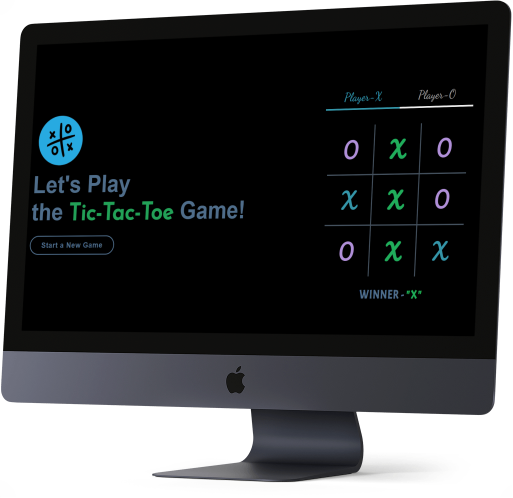 Player-X Player-O
Let's Play
the Tic-Tac-Toe Game!
Start a New Game
O X O
X X O
O X X
WINNER - "X"